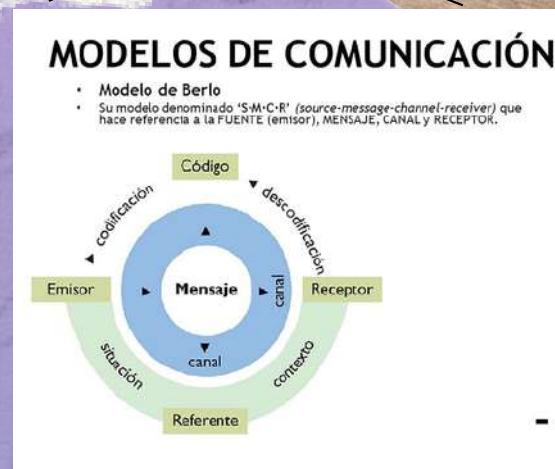 MODELOS DE COMUNICACIÓN
• Modelo de Berlo
• Su modelo denominado ‘S·M·C·R’ (source-message-channel-receiver) que
hace referencia a la FUENTE (emisor), MENSAJE, CANAL y RECEPTOR.
Código
codificación
descodificación
Emisor
Mensaje
canal
Receptor
canal
situación
contexto
Referente
-